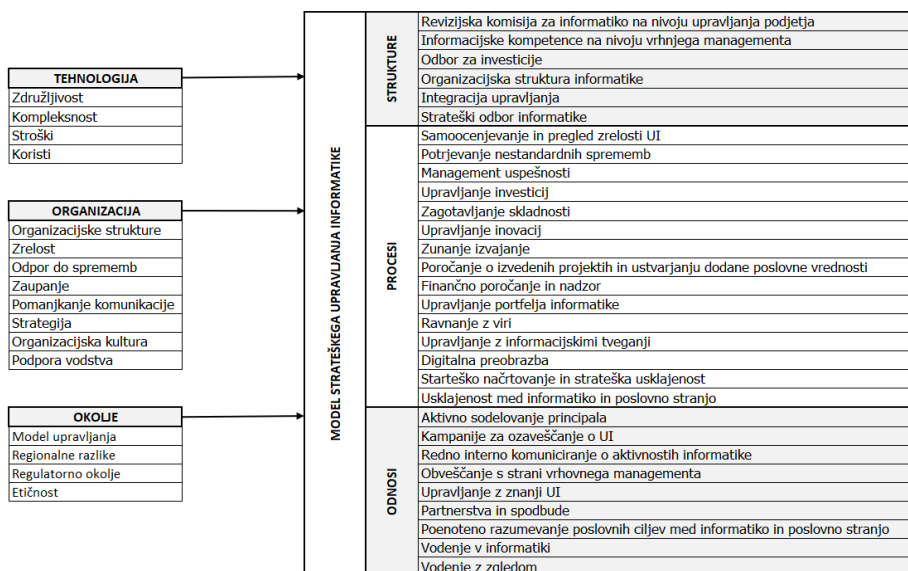 TEHNOLOGIJA
Združljivost
Kompleksnost
Stroški
Koristi
ORGANIZACIJA
Organizacijske strukture
Zrelost
Odpor do sprememb
Zaupanje
Pomanjkanje komunikacije
Strategija
Organizacijska kultura
Podpora vodstva
OKOLJE
Model upravljanja
Regionalne razlike
Regulatorno okolje
Etičnost
MODEL STRATEŠKEGA UPRAVLJANJA INFORMATIKE
STRUKTURE
Revizijska komisija za informatiko na nivoju upravljanja podjetja
Informacijske kompetence na nivoju vrhnjega managementa
Odbor za investicije
Organizacijska struktura informatike
Integracija upravljanja
Strateški odbor informatike
PROCESI
Samoocenjevanje in pregled zrelosti UI
Potrjevanje nestandardnih sprememb
Management uspešnosti
Upravljanje investicij
Zagotavljanje skladnosti
Upravljanje inovacij
Zunanje izvajanje
Poročanje o izvedenih projektih in ustvarjanju dodane poslovne vrednosti
Finančno poročanje in nadzor
Upravljanje portfelja informatike
Ravnanje z viri
Upravljanje z informacijskimi tveganji
Digitalna preobrazba
Starteško načrtovanje in strateška usklajenost
Usklajenost med informatiko in poslovno stranjo
ODNOSI
Aktivno sodelovanje principala
Kampanije za ozaveščanje o UI
Redno interno komuniciranje o aktivnostih informatike
Obveščanje s strani vrhovnega managementa
Upravljanje z znanji UI
Partnerstva in spodbude
Poenoteno razumevanje poslovnih ciljev med informatiko in poslovno stranjo
Vodenje v informatiki
Vodenje z zgledom